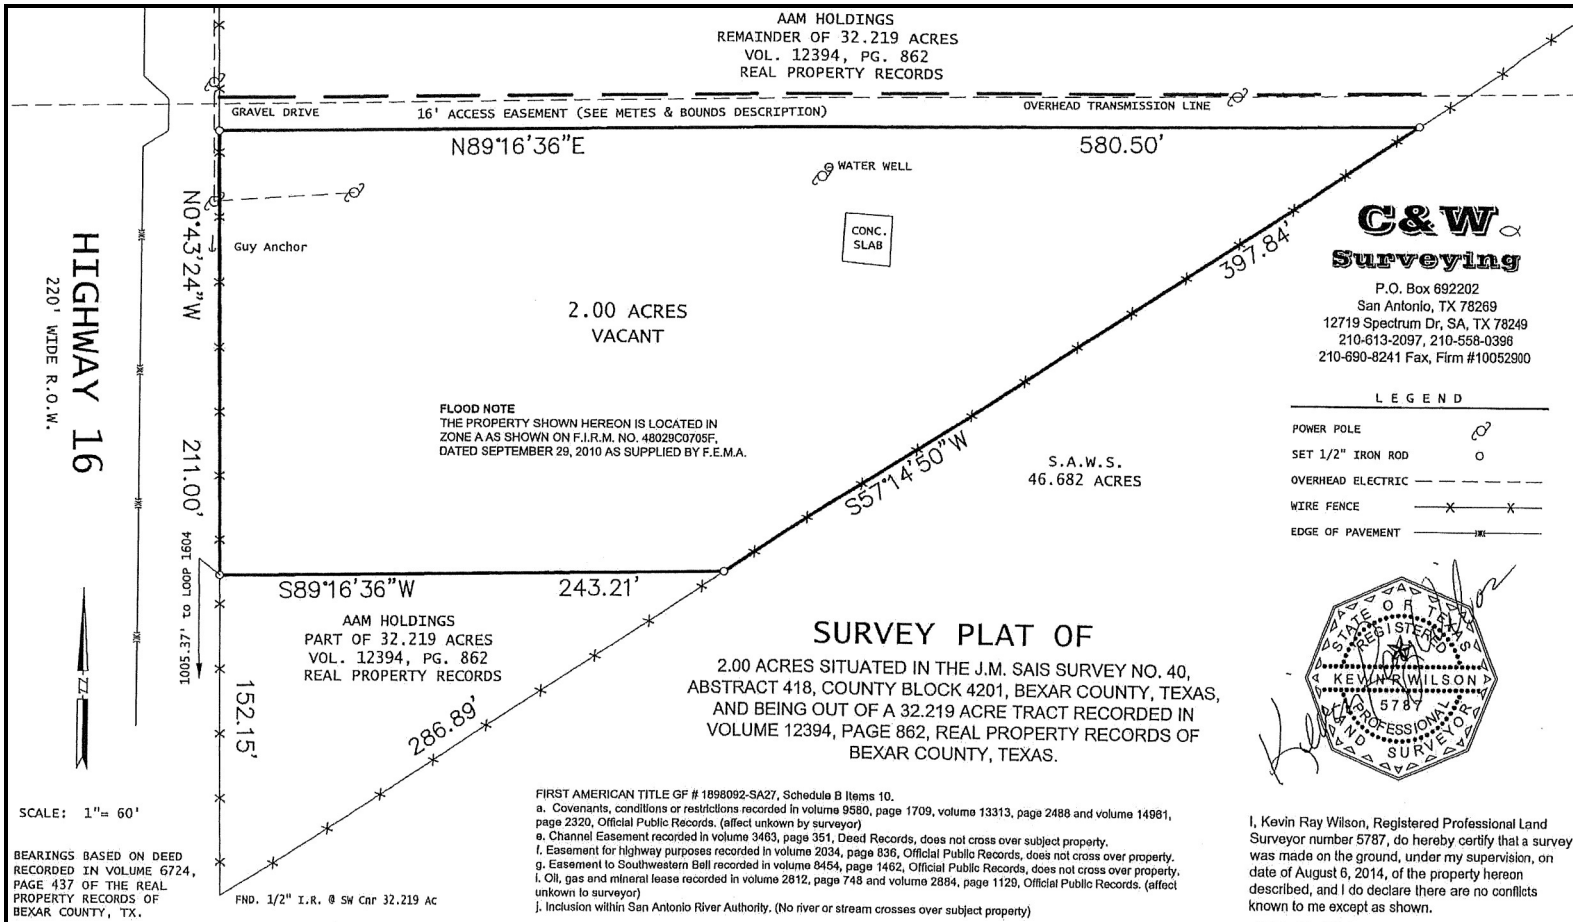 AAM HOLDINGS
REMAINDER OF 32.219 ACRES
VOL. 12394, PG. 862
REAL PROPERTY RECORDS
GRAVEL DRIVE
16' ACCESS EASEMENT (SEE METES & BOUNDS DESCRIPTION)
OVERHEAD TRANSMISSION LINE
N89°16'36"E
580.50'
WATER WELL
CONC.
SLAB
N0°43'24"W
Guy Anchor
HIGHWAY 16
220' WIDE R.O.W.
2.00 ACRES
VACANT
397.84'
S57°14'50"W
FLOOD NOTE
THE PROPERTY SHOWN HEREON IS LOCATED IN
ZONE A AS SHOWN ON F.I.R.M. NO. 48029C0705F,
DATED SEPTEMBER 29, 2010 AS SUPPLIED BY F.E.M.A.
S.A.W.S.
46.682 ACRES
211.00'
1105.37' TO LOOP 1604
S89°16'36"W
243.21'
AAM HOLDINGS
PART OF 32.219 ACRES
VOL. 12394, PG. 862
REAL PROPERTY RECORDS
152.15'
286.89'
N
C&W
Surveying
P.O. Box 692202
San Antonio, TX 78269
12719 Spectrum Dr, SA, TX 78249
210-613-2097, 210-558-0396
210-690-8241 Fax, Firm #10052900
LEGEND
POWER POLE
SET 1/2" IRON ROD
OVERHEAD ELECTRIC
WIRE FENCE
EDGE OF PAVEMENT
STATE OF TEXAS
REGISTERED
KEVIN R WILSON
5787
PROFESSIONAL
LAND SURVEYOR
SURVEY PLAT OF
2.00 ACRES SITUATED IN THE J.M. SAIS SURVEY NO. 40,
ABSTRACT 418, COUNTY BLOCK 4201, BEXAR COUNTY, TEXAS,
AND BEING OUT OF A 32.219 ACRE TRACT RECORDED IN
VOLUME 12394, PAGE 862, REAL PROPERTY RECORDS OF
BEXAR COUNTY, TEXAS.
SCALE: 1"= 60'
BEARINGS BASED ON DEED
RECORDED IN VOLUME 6724,
PAGE 437 OF THE REAL
PROPERTY RECORDS OF
BEXAR COUNTY, TX.
FND. 1/2" I.R. @ SW Cnr 32.219 AC
FIRST AMERICAN TITLE GF # 1898092-SA27, Schedule B Items 10.
a. Covenants, conditions or restrictions recorded in volume 9580, page 1709, volume 13313, page 2488 and volume 14961,
page 2320, Official Public Records. (affect unkown by surveyor)
e. Channel Easement recorded in volume 3463, page 351, Deed Records, does not cross over subject property.
f. Easement for highway purposes recorded in volume 2034, page 836, Official Public Records, does not cross over property.
g. Easement to Southwestern Bell recorded in volume 8454, page 1462, Official Public Records, does not cross over property.
i. Oil, gas and mineral lease recorded in volume 2812, page 748 and volume 2884, page 1129, Official Public Records. (affect
unkown to surveyor)
j. Inclusion within San Antonio River Authority. (No river or stream crosses over subject property)
I, Kevin Ray Wilson, Registered Professional Land
Surveyor number 5787, do hereby certify that a survey
was made on the ground, under my supervision, on
date of August 6, 2014, of the property hereon
described, and I do declare there are no conflicts
known to me except as shown.